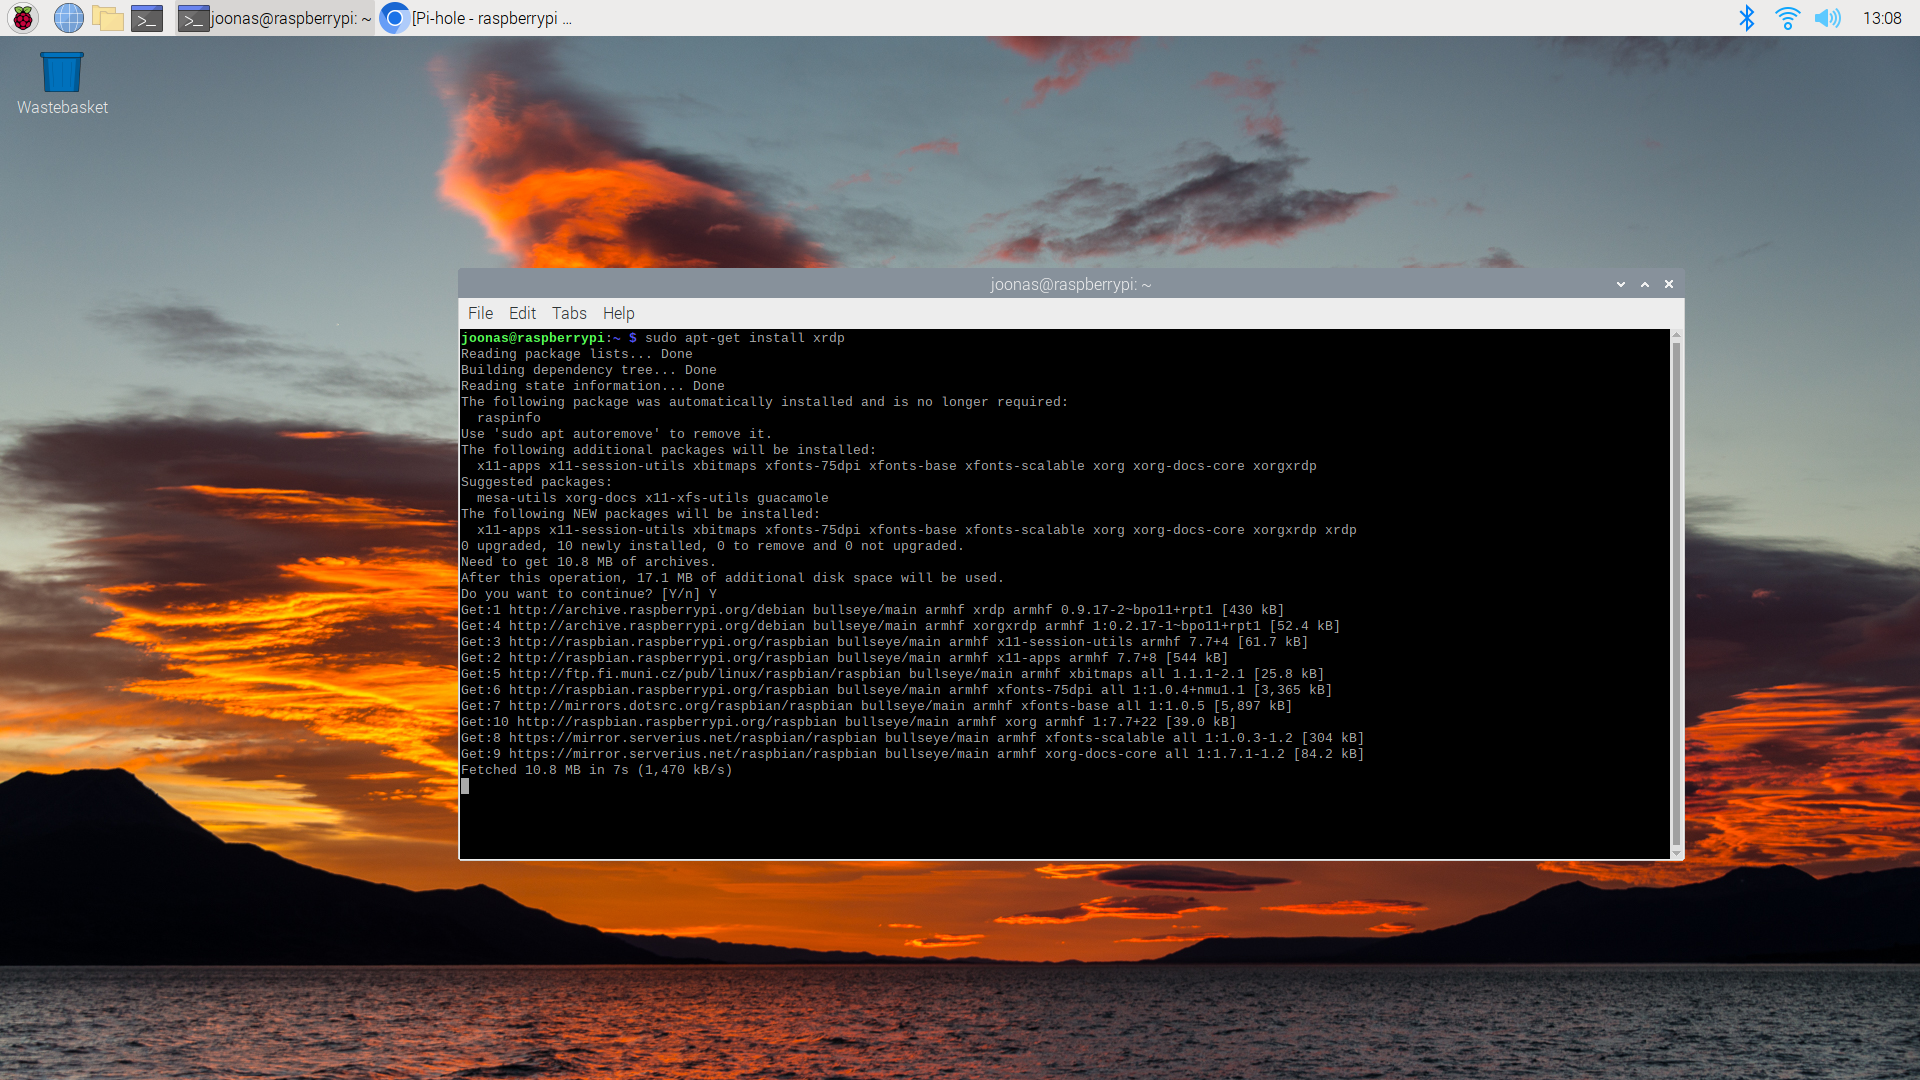 joonas@raspberrypi: ~
[Pi-hole - raspberrypi ...
13:08
Wastebasket
joonas@raspberrypi: ~
File Edit Tabs Help
joonas@raspberrypi:~ $ sudo apt-get install xrdp
Reading package lists... Done
Building dependency tree... Done
Reading state information... Done
The following package was automatically installed and is no longer required:
  raspinfo
Use 'sudo apt autoremove' to remove it.
The following additional packages will be installed:
  x11-apps x11-session-utils xbitmaps xfonts-75dpi xfonts-base xfonts-scalable xorg xorg-docs-core xorgxrdp
Suggested packages:
  mesa-utils xorg-docs x11-xfs-utils guacamole
The following NEW packages will be installed:
  x11-apps x11-session-utils xbitmaps xfonts-75dpi xfonts-base xfonts-scalable xorg xorg-docs-core xorgxrdp xrdp
0 upgraded, 10 newly installed, 0 to remove and 0 not upgraded.
Need to get 10.8 MB of archives.
After this operation, 17.1 MB of additional disk space will be used.
Do you want to continue? [Y/n] Y
Get:1 http://archive.raspberrypi.org/debian bullseye/main armhf xrdp armhf 0.9.17-2~bpo11+rpt1 [430 kB]
Get:4 http://archive.raspberrypi.org/debian bullseye/main armhf xorgxrdp armhf 1:0.2.17-1~bpo11+rpt1 [52.4 kB]
Get:3 http://raspbian.raspberrypi.org/raspbian bullseye/main armhf x11-session-utils armhf 7.7+4 [61.7 kB]
Get:2 http://raspbian.raspberrypi.org/raspbian bullseye/main armhf x11-apps armhf 7.7+8 [544 kB]
Get:5 http://ftp.fi.muni.cz/pub/linux/raspbian/raspbian bullseye/main armhf xbitmaps all 1.1.1-2.1 [25.8 kB]
Get:6 http://raspbian.raspberrypi.org/raspbian bullseye/main armhf xfonts-75dpi all 1:1.0.4+nmu1.1 [3,365 kB]
Get:7 http://mirrors.dotsrc.org/raspbian/raspbian bullseye/main armhf xfonts-base all 1:1.0.5 [5,897 kB]
Get:10 http://raspbian.raspberrypi.org/raspbian bullseye/main armhf xorg armhf 1:7.7+22 [39.0 kB]
Get:8 https://mirror.serverius.net/raspbian/raspbian bullseye/main armhf xfonts-scalable all 1:1.0.3-1.2 [304 kB]
Get:9 https://mirror.serverius.net/raspbian/raspbian bullseye/main armhf xorg-docs-core all 1:1.7.1-1.2 [84.2 kB]
Fetched 10.8 MB in 7s (1,470 kB/s)